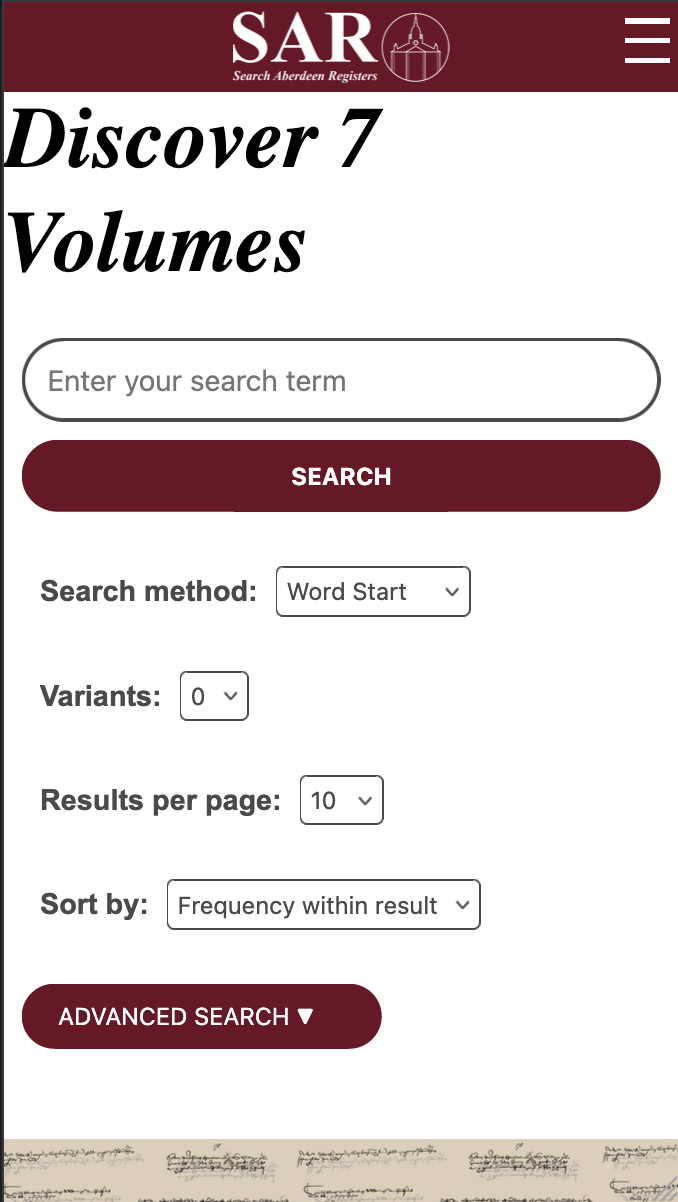 SAR
Search Aberdeen Registers
Discover 7
Volumes
Enter your search term
SEARCH
Search method: Word Start
Variants: 0
Results per page: 10
Sort by: Frequency within result
ADVANCED SEARCH ▼